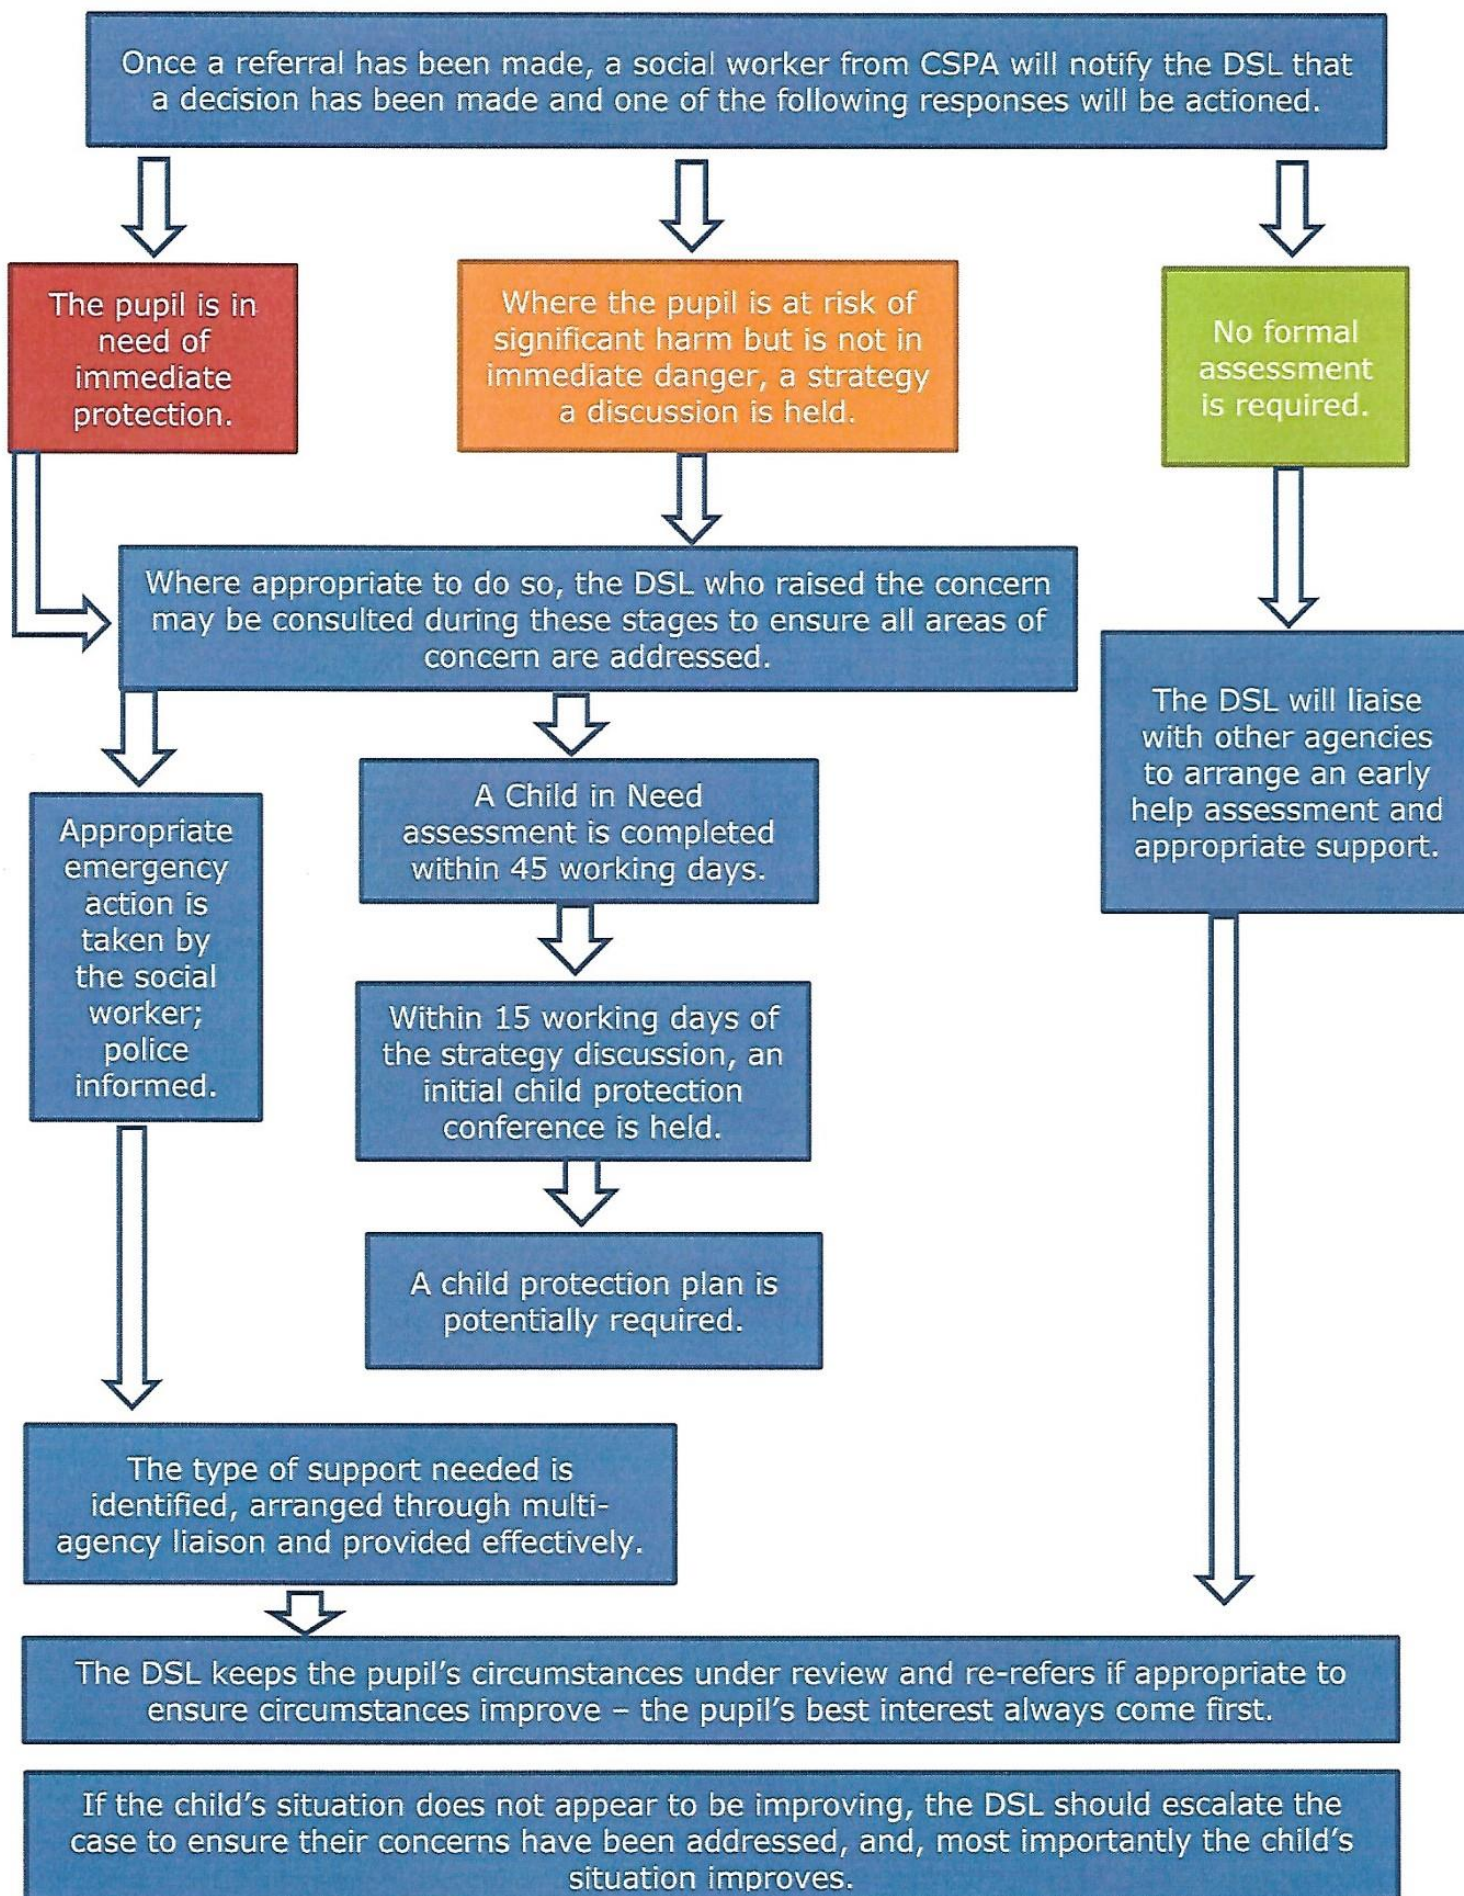 Once a referral has been made, a social worker from CSPA will notify the DSL that
a decision has been made and one of the following responses will be actioned.
The pupil is in
need of
immediate
protection.
Where the pupil is at risk of
significant harm but is not in
immediate danger, a strategy
a discussion is held.
No formal
assessment
is required.
Where appropriate to do so, the DSL who raised the concern
may be consulted during these stages to ensure all areas of
concern are addressed.
Appropriate
emergency
action is
taken by
the social
worker;
police
informed.
A Child in Need
assessment is completed
within 45 working days.
Within 15 working days of
the strategy discussion, an
initial child protection
conference is held.
A child protection plan is
potentially required.
The DSL will liaise
with other agencies
to arrange an early
help assessment and
appropriate support.
The type of support needed is
identified, arranged through multi-
agency liaison and provided effectively.
The DSL keeps the pupil's circumstances under review and re-refers if appropriate to
ensure circumstances improve – the pupil's best interest always come first.
If the child's situation does not appear to be improving, the DSL should escalate the
case to ensure their concerns have been addressed, and, most importantly the child's
situation improves.